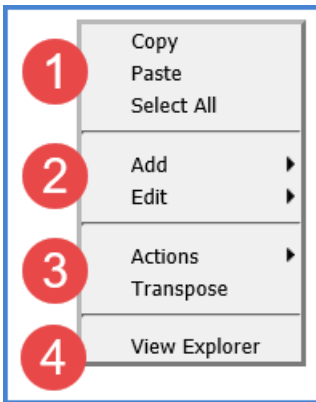 1
Copy
Paste
Select All
2
Add
Edit
3
Actions
Transpose
4
View Explorer